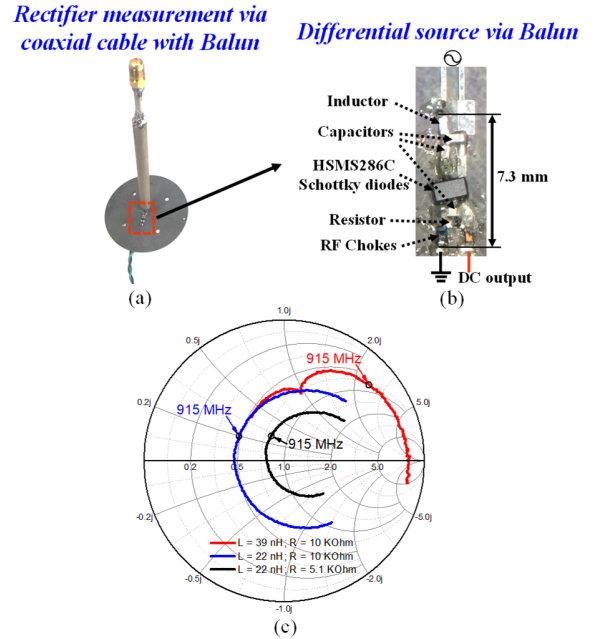 Rectifier measurement via
coaxial cable with Balun
Differential source via Balun
Inductor
Capacitors
HSMS286C
Schottky diodes
Resistor
RF Chokes
7.3 mm
DC output
(a)
(b)
1.0j
0.5j
2.0j
915 MHz
0.2j
5.0j
915 MHz
915 MHz
0.2
0.5
1.0
2.0
5.0
-0.2j
-5.0j
L = 39 nH; R = 10 KOhm
L = 22 nH; R = 10 KOhm
L = 22 nH; R = 5.1 KOhm
-0.5j
-2.0j
-1.0j
(c)